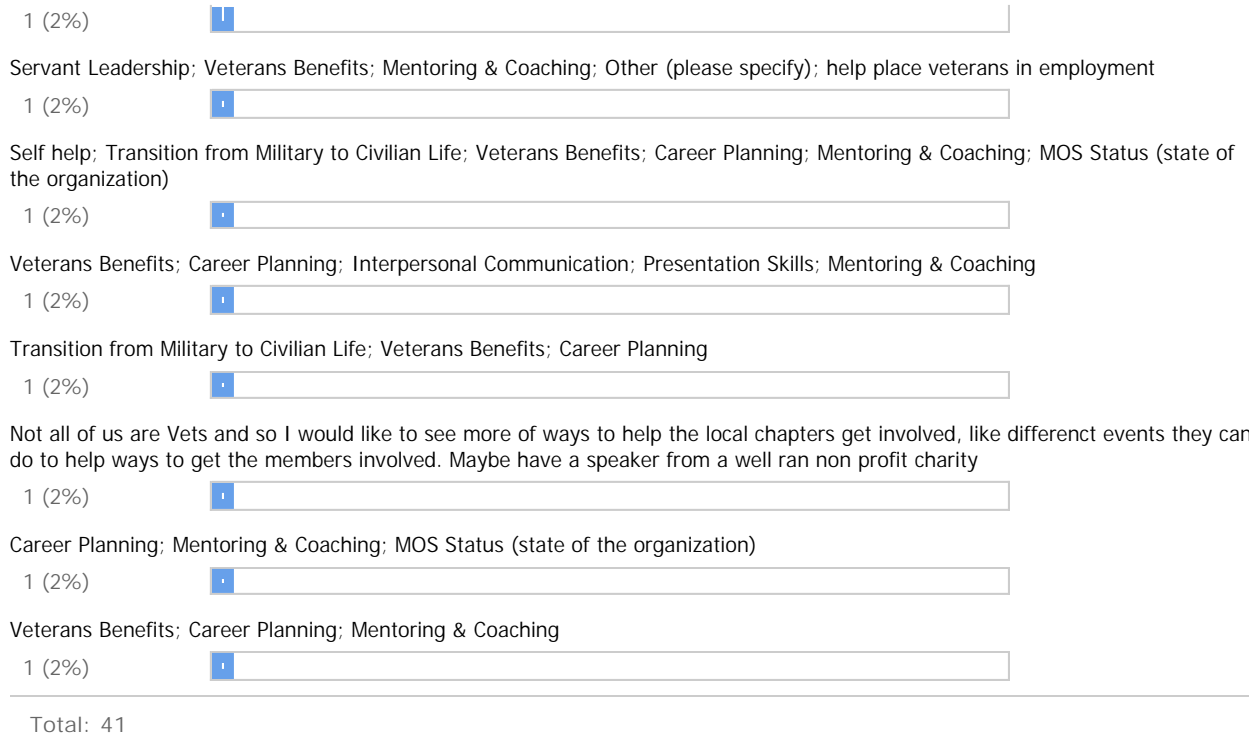 1 (2%)
Servant Leadership; Veterans Benefits; Mentoring & Coaching; Other (please specify); help place veterans in employment
1 (2%)
Self help; Transition from Military to Civilian Life; Veterans Benefits; Career Planning; Mentoring & Coaching; MOS Status (state of
the organization)
1 (2%)
Veterans Benefits; Career Planning; Interpersonal Communication; Presentation Skills; Mentoring & Coaching
1 (2%)
Transition from Military to Civilian Life; Veterans Benefits; Career Planning
1 (2%)
Not all of us are Vets and so I would like to see more of ways to help the local chapters get involved, like differenct events they can
do to help ways to get the members involved. Maybe have a speaker from a well ran non profit charity
1 (2%)
Career Planning; Mentoring & Coaching; MOS Status (state of the organization)
1 (2%)
Veterans Benefits; Career Planning; Mentoring & Coaching
1 (2%)
Total: 41